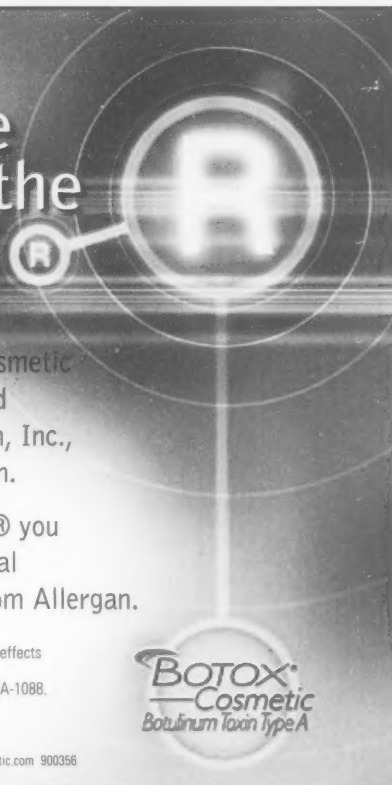 e
the
R
R
smetic
d
n, Inc.,
n.
® you
al
om Allergan.
effects
A-1088.
BOTOX®
Cosmetic
Botulinum Toxin Type A
tic.com 900356